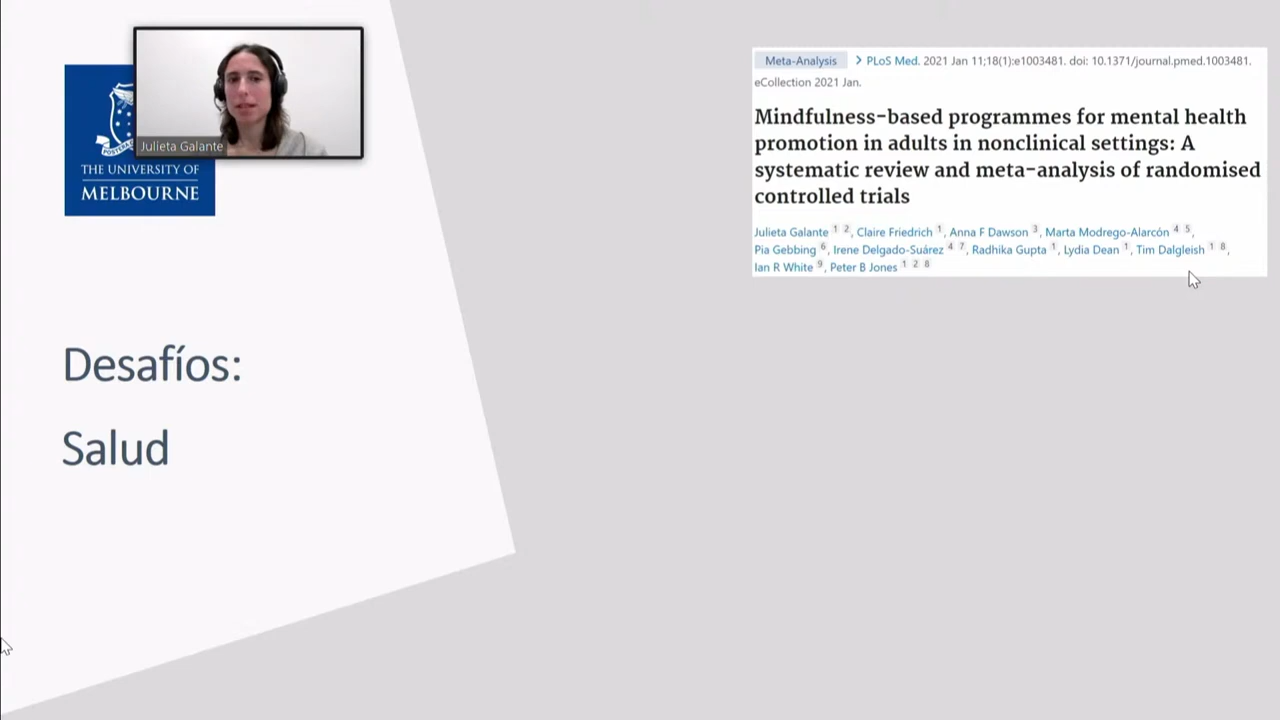 Julieta Galante
THE UNIVERSITY OF
MELBOURNE
Desafíos:
Salud
Meta-Analysis > PLoS Med. 2021 Jan 11;18(1):e1003481. doi: 10.1371/journal.pmed.1003481.
eCollection 2021 Jan.
Mindfulness-based programmes for mental health
promotion in adults in nonclinical settings: A
systematic review and meta-analysis of randomised
controlled trials
Julieta Galante 1 2, Claire Friedrich 1, Anna F Dawson 3, Marta Modrego-Alarcón 4 5,
Pia Gebbing 6, Irene Delgado-Suárez 4 7, Radhika Gupta 1, Lydia Dean 1, Tim Dalgleish 1 8,
Ian R White 9, Peter B Jones 1 2 8